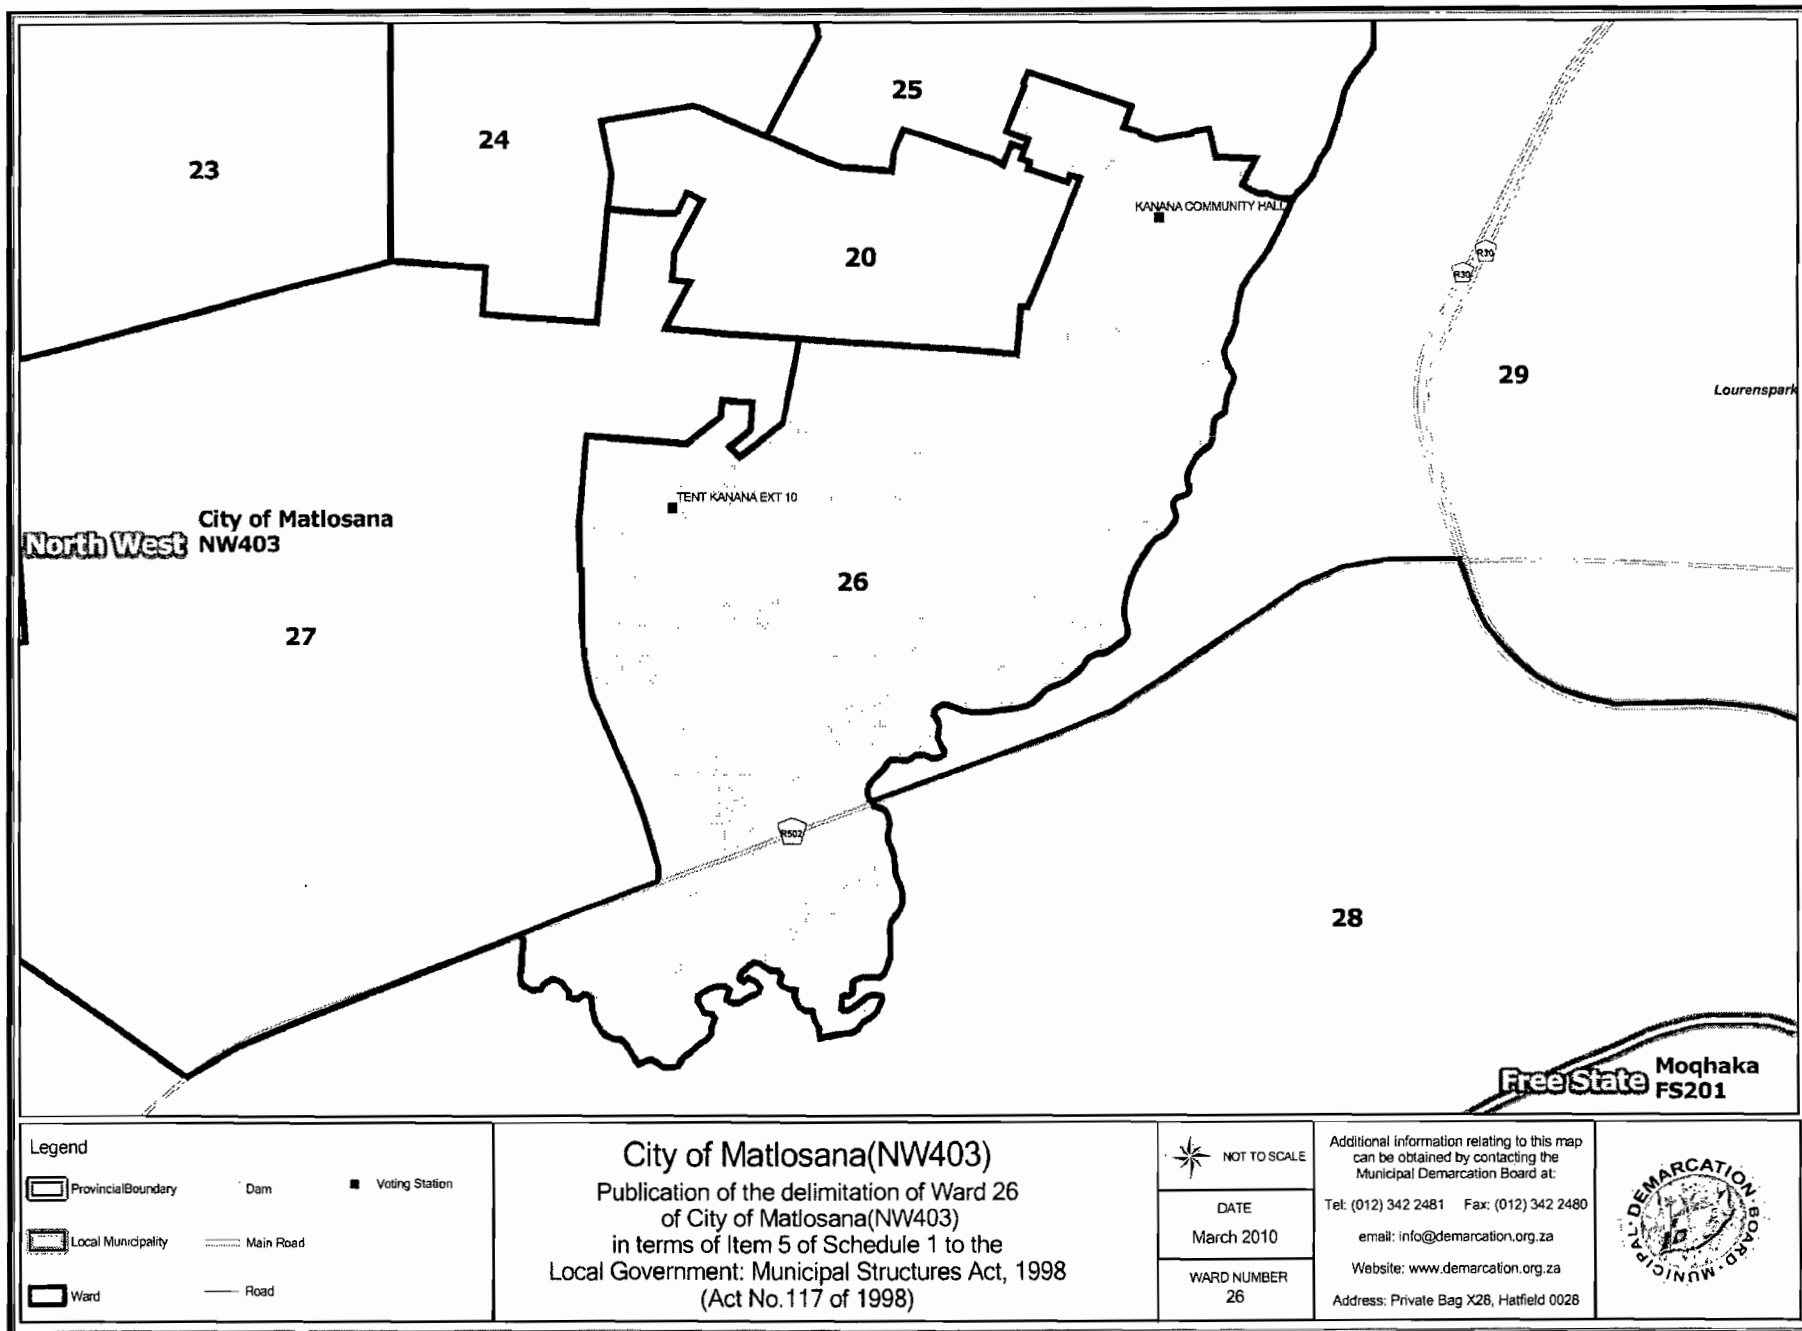 25
24
23
KANANA COMMUNITY HALL
20
R30
R30
29
Lourenspark
TENT KANANA EXT 10
City of Matlosana
North West NW403
26
27
R502
28
Free State
Moqhaka
FS201
Legend
ProvincialBoundary
Dam
Voting Station
Local Municipality
Main Road
Ward
Road
City of Matlosana(NW403)
Publication of the delimitation of Ward 26
of City of Matlosana(NW403)
in terms of Item 5 of Schedule 1 to the
Local Government: Municipal Structures Act, 1998
(Act No.117 of 1998)
NOT TO SCALE
DATE
March 2010
WARD NUMBER
26
Additional information relating to this map
can be obtained by contacting the
Municipal Demarcation Board at:
Tel: (012) 342 2481 Fax: (012) 342 2480
email: info@demarcation.org.za
Website: www.demarcation.org.za
Address: Private Bag X28, Hatfield 0028
MUNICIPAL · DEMARCATION · BOARD ·